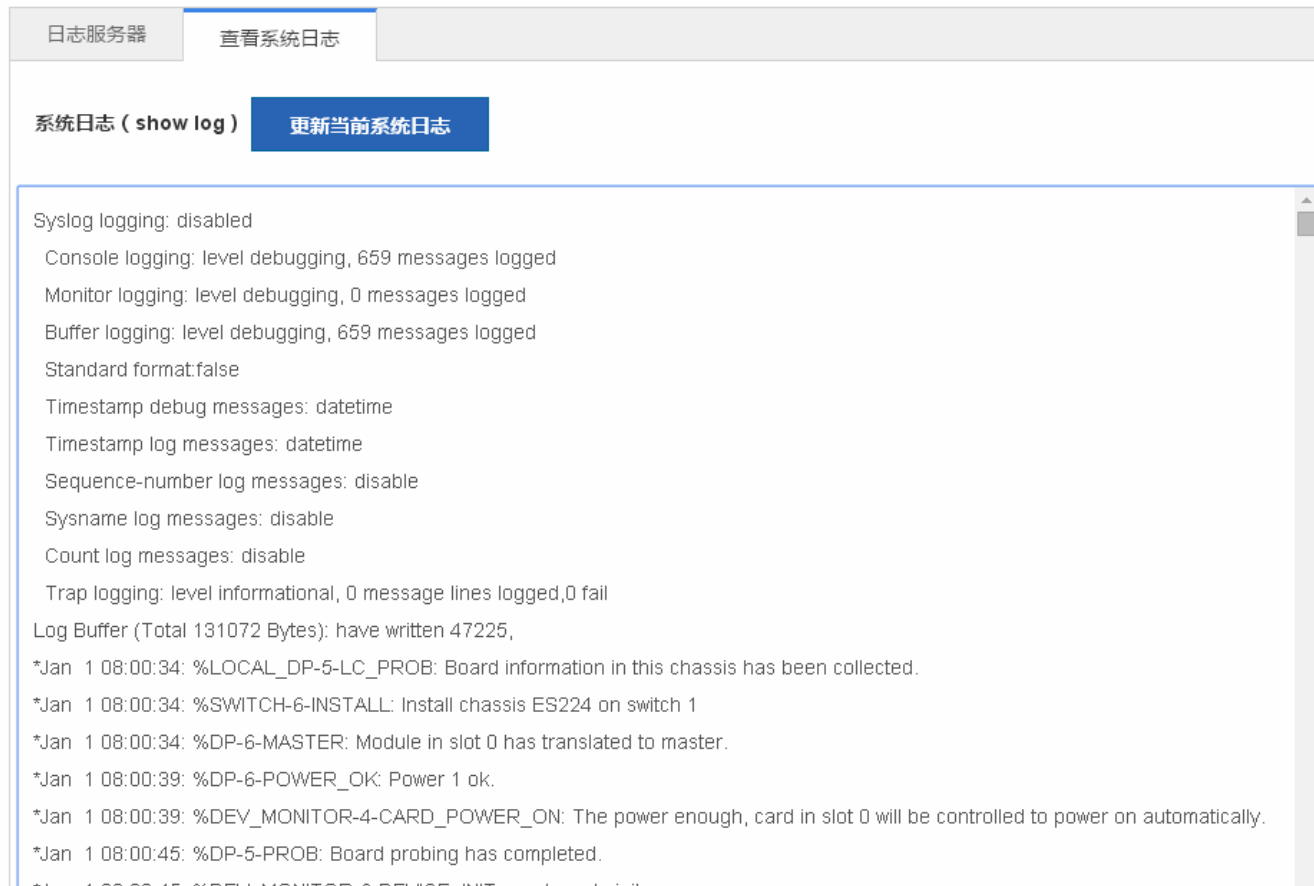 日志服务器
查看系统日志
系统日志 ( show log )
更新当前系统日志
Syslog logging: disabled
Console logging: level debugging, 659 messages logged
Monitor logging: level debugging, 0 messages logged
Buffer logging: level debugging, 659 messages logged
Standard format:false
Timestamp debug messages: datetime
Timestamp log messages: datetime
Sequence-number log messages: disable
Sysname log messages: disable
Count log messages: disable
Trap logging: level informational, 0 message lines logged,0 fail
Log Buffer (Total 131072 Bytes): have written 47225,
*Jan  1 08:00:34: %LOCAL_DP-5-LC_PROB: Board information in this chassis has been collected.
*Jan  1 08:00:34: %SWITCH-6-INSTALL: Install chassis ES224 on switch 1
*Jan  1 08:00:34: %DP-6-MASTER: Module in slot 0 has translated to master.
*Jan  1 08:00:39: %DP-6-POWER_OK: Power 1 ok.
*Jan  1 08:00:39: %DEV_MONITOR-4-CARD_POWER_ON: The power enough, card in slot 0 will be controlled to power on automatically.
*Jan  1 08:00:45: %DP-5-PROB: Board probing has completed.